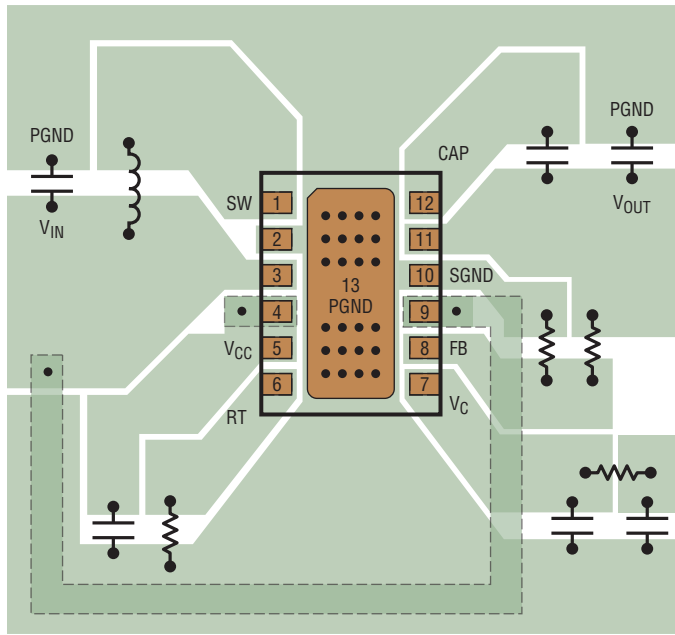 PGND
PGND
CAP
V_IN
V_OUT
SW
1
12
2
11
3
10
SGND
13
PGND
4
9
V_CC
5
8
FB
6
7
V_C
RT